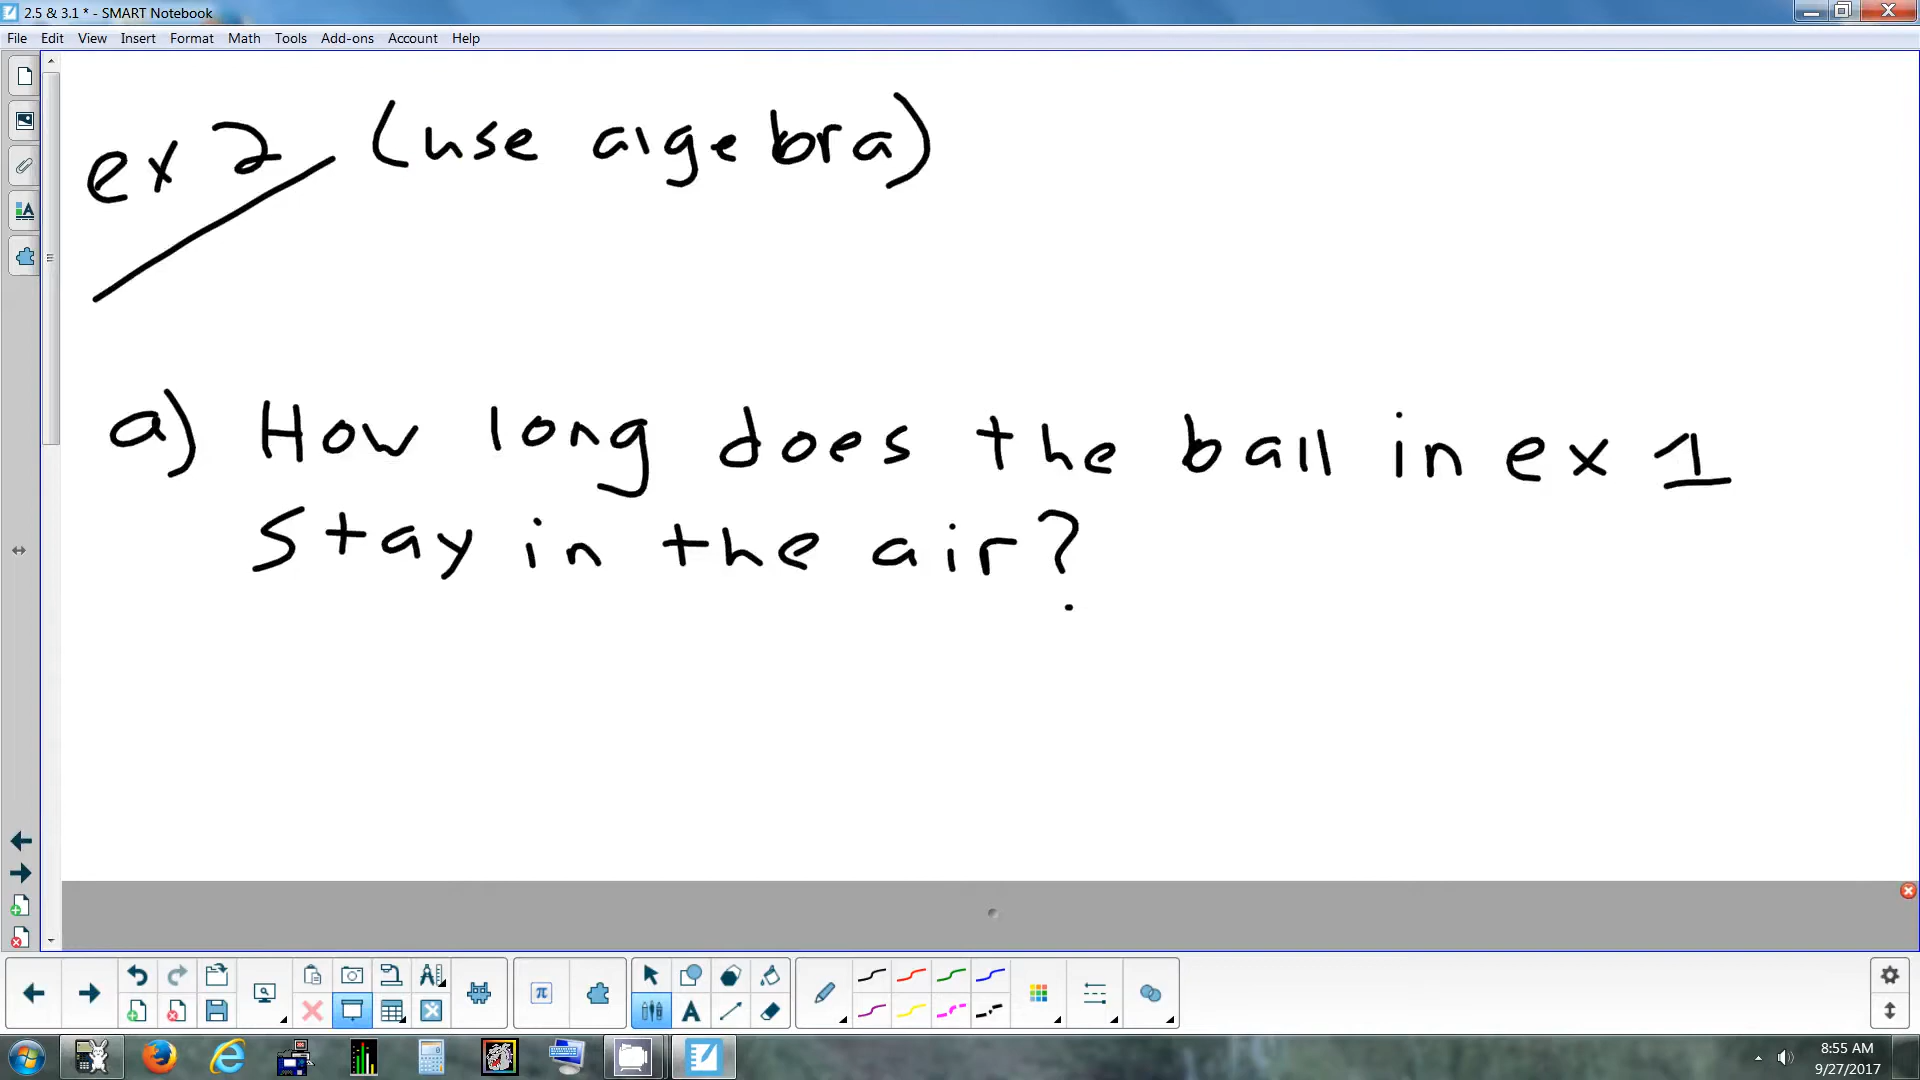 2.5 & 3.1 * - SMART Notebook
File Edit View Insert Format Math Tools Add-ons Account Help
ex 2 (use algebra)
a) How long does the ball in ex 1
stay in the air?
8:55 AM
9/27/2017